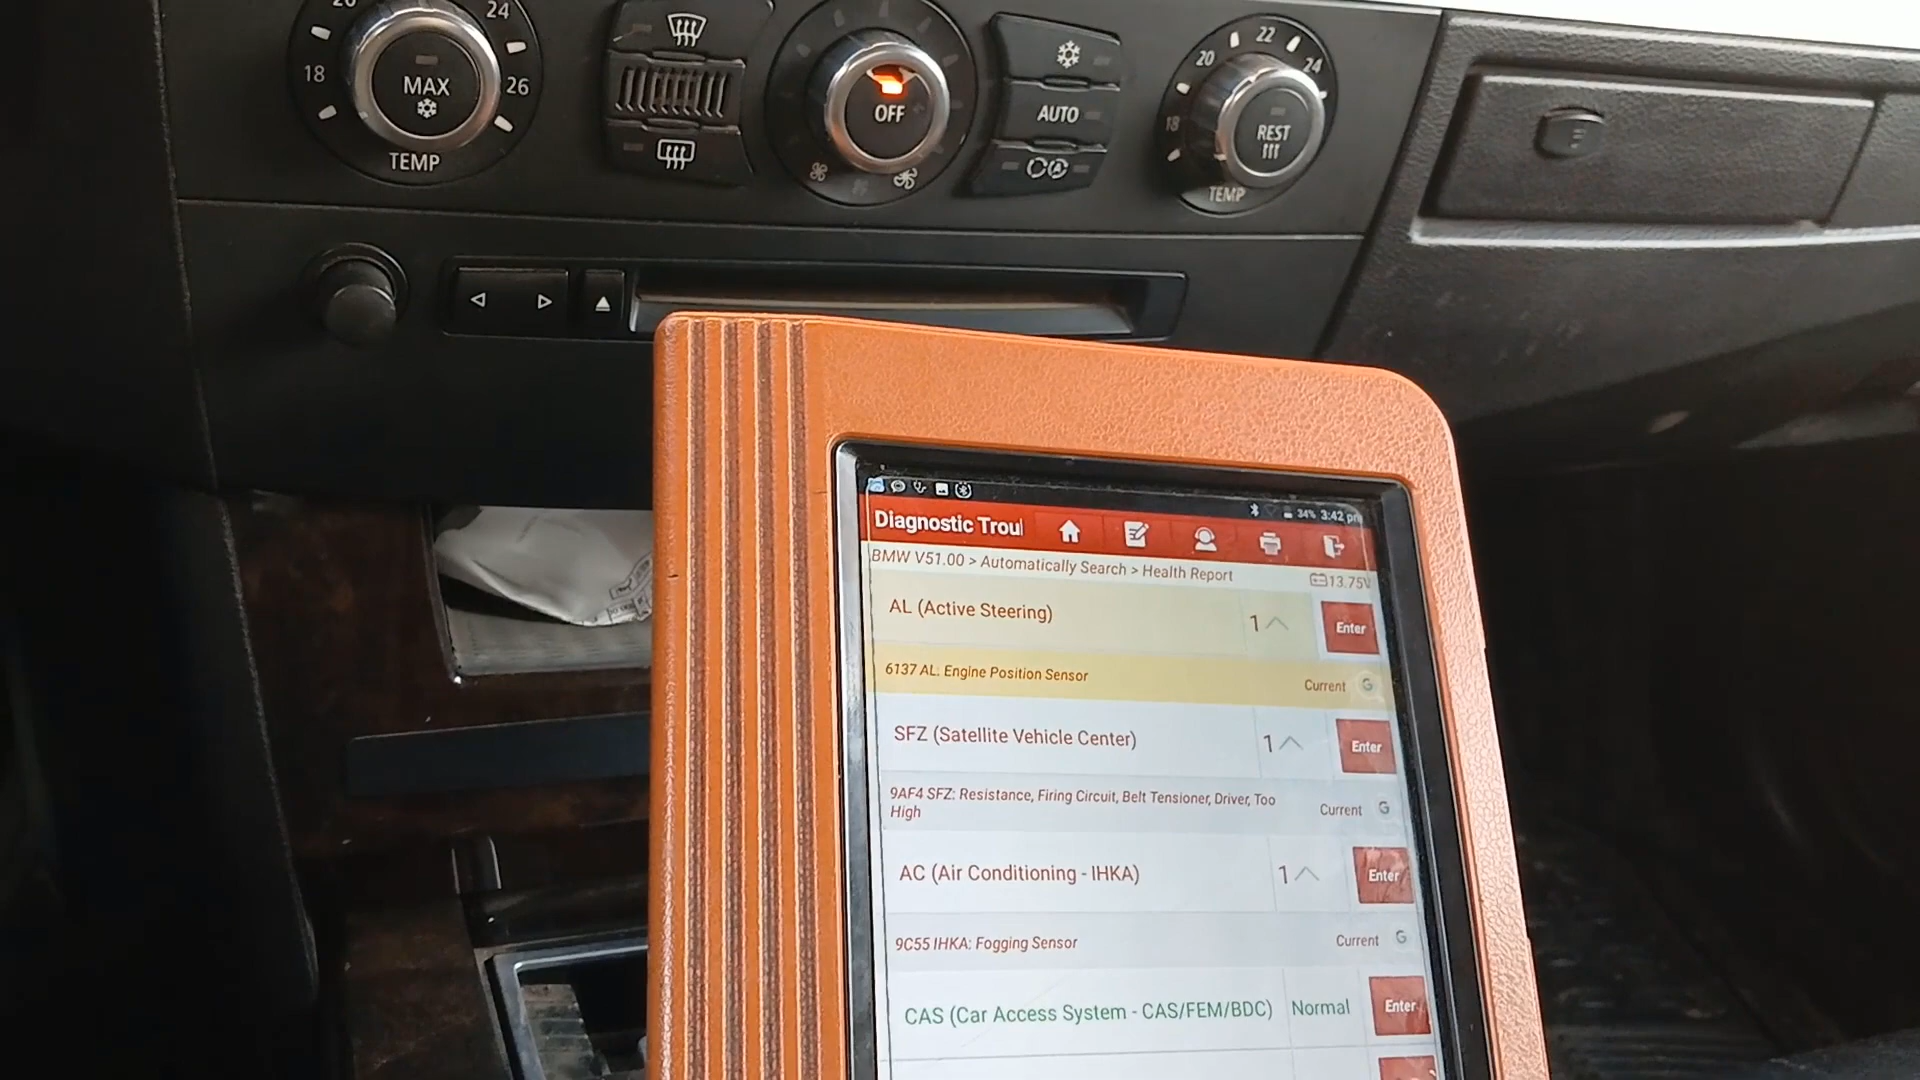 20 24
18 26
MAX
TEMP
OFF
AUTO
A
18 20 22 24
REST
TEMP
34% 3:42 pm
Diagnostic Troul
BMW V51.00 > Automatically Search > Health Report
13.75V
AL (Active Steering) 1 Enter
6137 AL: Engine Position Sensor Current G
SFZ (Satellite Vehicle Center) 1 Enter
9AF4 SFZ: Resistance, Firing Circuit, Belt Tensioner, Driver, Too
High Current G
AC (Air Conditioning - IHKA) 1 Enter
9C55 IHKA: Fogging Sensor Current G
CAS (Car Access System - CAS/FEM/BDC) Normal Enter